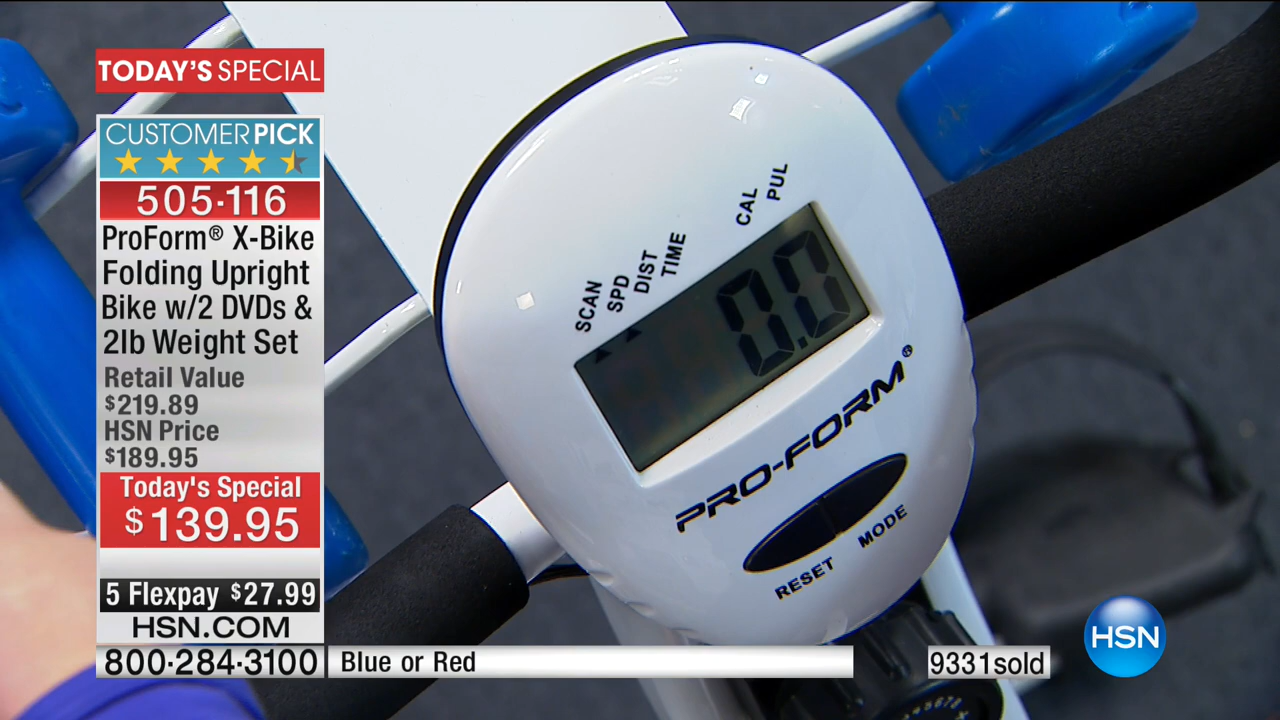 TODAY'S SPECIAL
CUSTOMER PICK
505·116
ProForm® X-Bike
Folding Upright
Bike w/2 DVDs &
2lb Weight Set
Retail Value
$219.89
HSN Price
$189.95
Today's Special
$139.95
5 Flexpay $27.99
HSN.COM
800·284·3100
Blue or Red
9331sold
HSN
SCAN
SPD
DIST
TIME
CAL
PUL
0.0
PRO-FORM®
RESET
MODE
45678